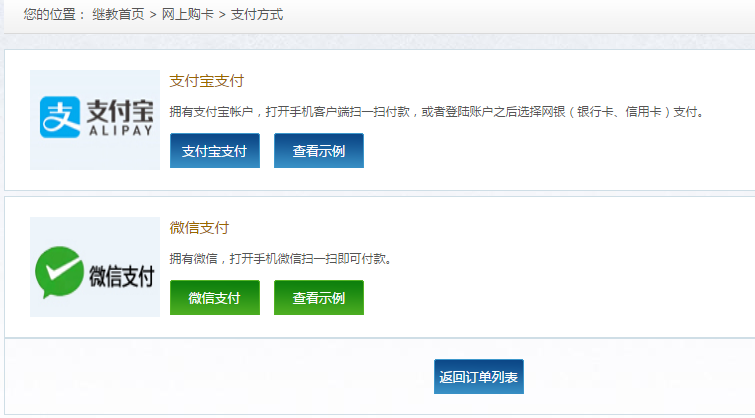 您的位置： 继教首页 > 网上购卡 > 支付方式
支付宝支付
支 支付宝
ALIPAY
拥有支付宝帐户，打开手机客户端扫一扫付款，或者登陆账户之后选择网银（银行卡、信用卡）支付。
支付宝支付 查看示例
微信支付
拥有微信，打开手机微信扫一扫即可付款。
微信支付
微信支付 查看示例
返回订单列表